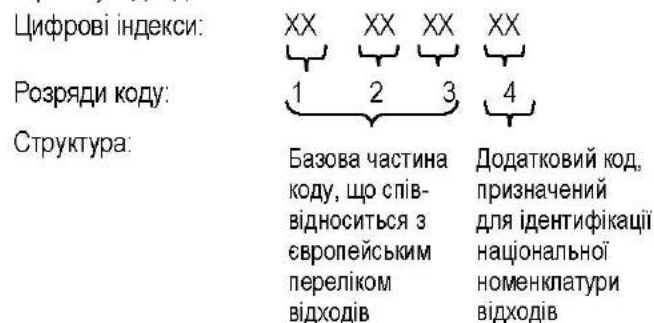 Цифрові індекси: XX XX XX XX
Розряди коду: 1 2 3 4
Структура:
Базова частина
коду, що спів-
відноситься з
європейським
переліком
відходів
Додатковий код,
призначений
для ідентифікації
національної
номенклатури
відходів